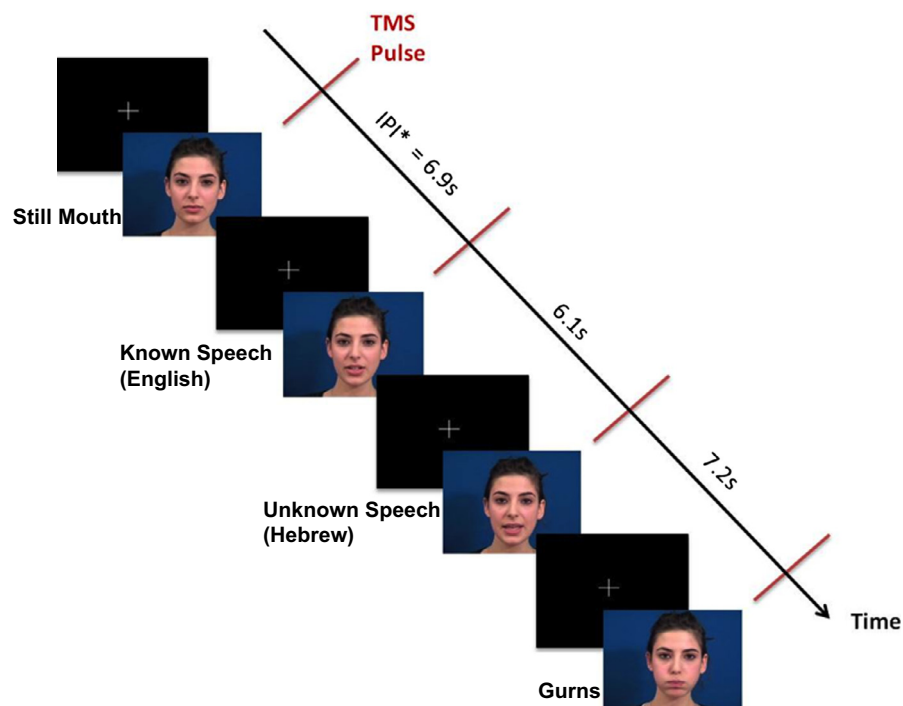 TMS
Pulse
IPI* = 6.9s
Still Mouth
6.1s
Known Speech
(English)
7.2s
Unknown Speech
(Hebrew)
Time
Gurns